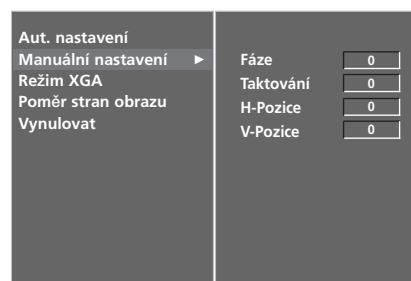 Aut. nastavení
Manuální nastavení ►
Režim XGA
Poměr stran obrazu
Vynulovat
Fáze 0
Taktování 0
H-Pozice 0
V-Pozice 0